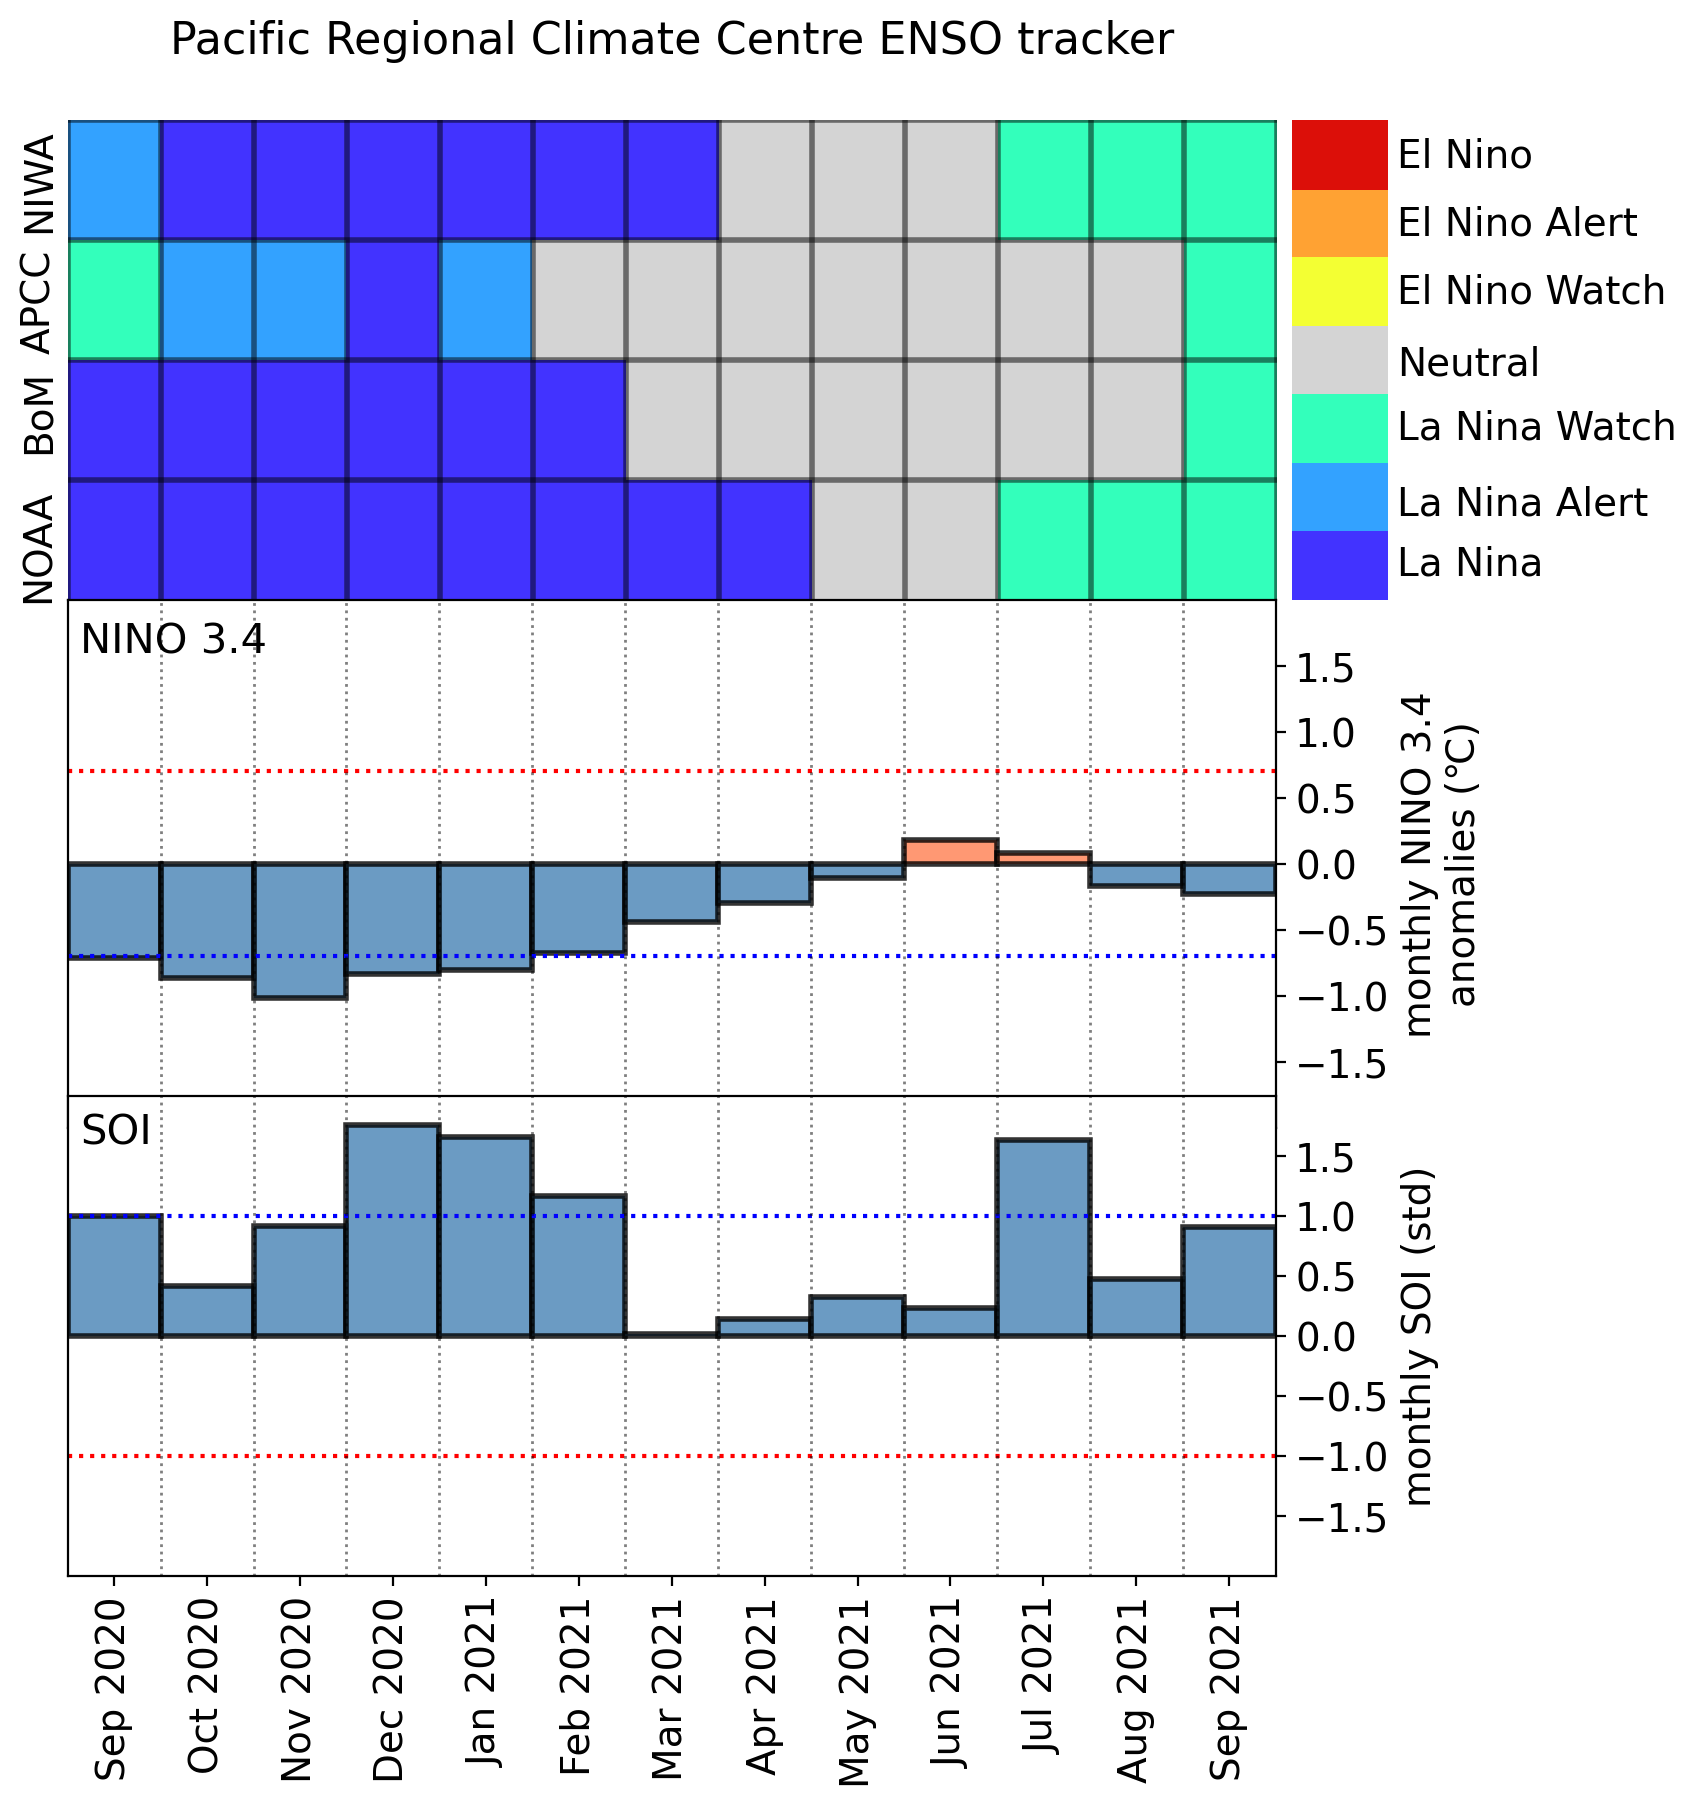 Pacific Regional Climate Centre ENSO tracker
NIWA
APCC
BoM
NOAA
El Nino
El Nino Alert
El Nino Watch
Neutral
La Nina Watch
La Nina Alert
La Nina
NINO 3.4
1.5
1.0
0.5
0.0
−0.5
−1.0
−1.5
monthly NINO 3.4
anomalies (°C)
SOI
1.5
1.0
0.5
0.0
−0.5
−1.0
−1.5
monthly SOI (std)
Sep 2020
Oct 2020
Nov 2020
Dec 2020
Jan 2021
Feb 2021
Mar 2021
Apr 2021
May 2021
Jun 2021
Jul 2021
Aug 2021
Sep 2021